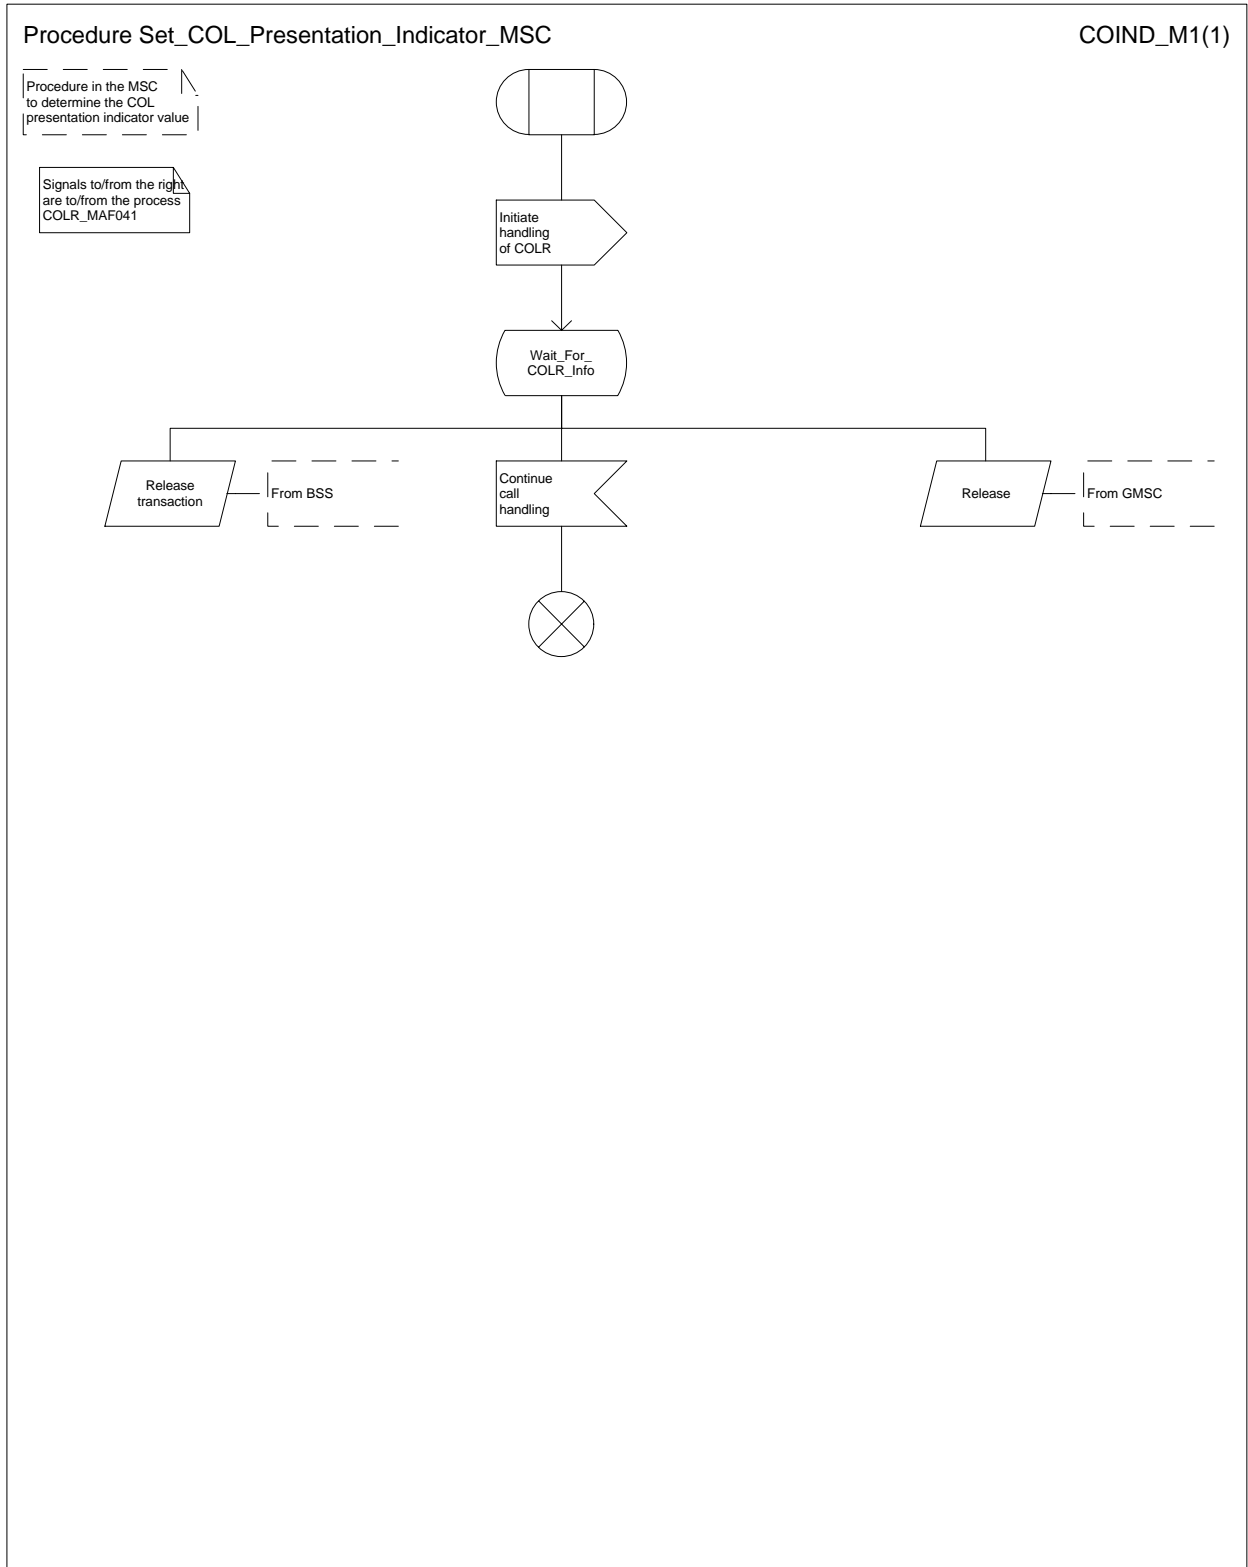 Procedure Set_COL_Presentation_Indicator_MSC
COIND_M1(1)
Procedure in the MSC
to determine the COL
presentation indicator value
Signals to/from the right
are to/from the process
COLR_MAF041
Initiate
handling
of COLR
Wait_For_
COLR_Info
Release
transaction
From BSS
Continue
call
handling
Release
From GMSC